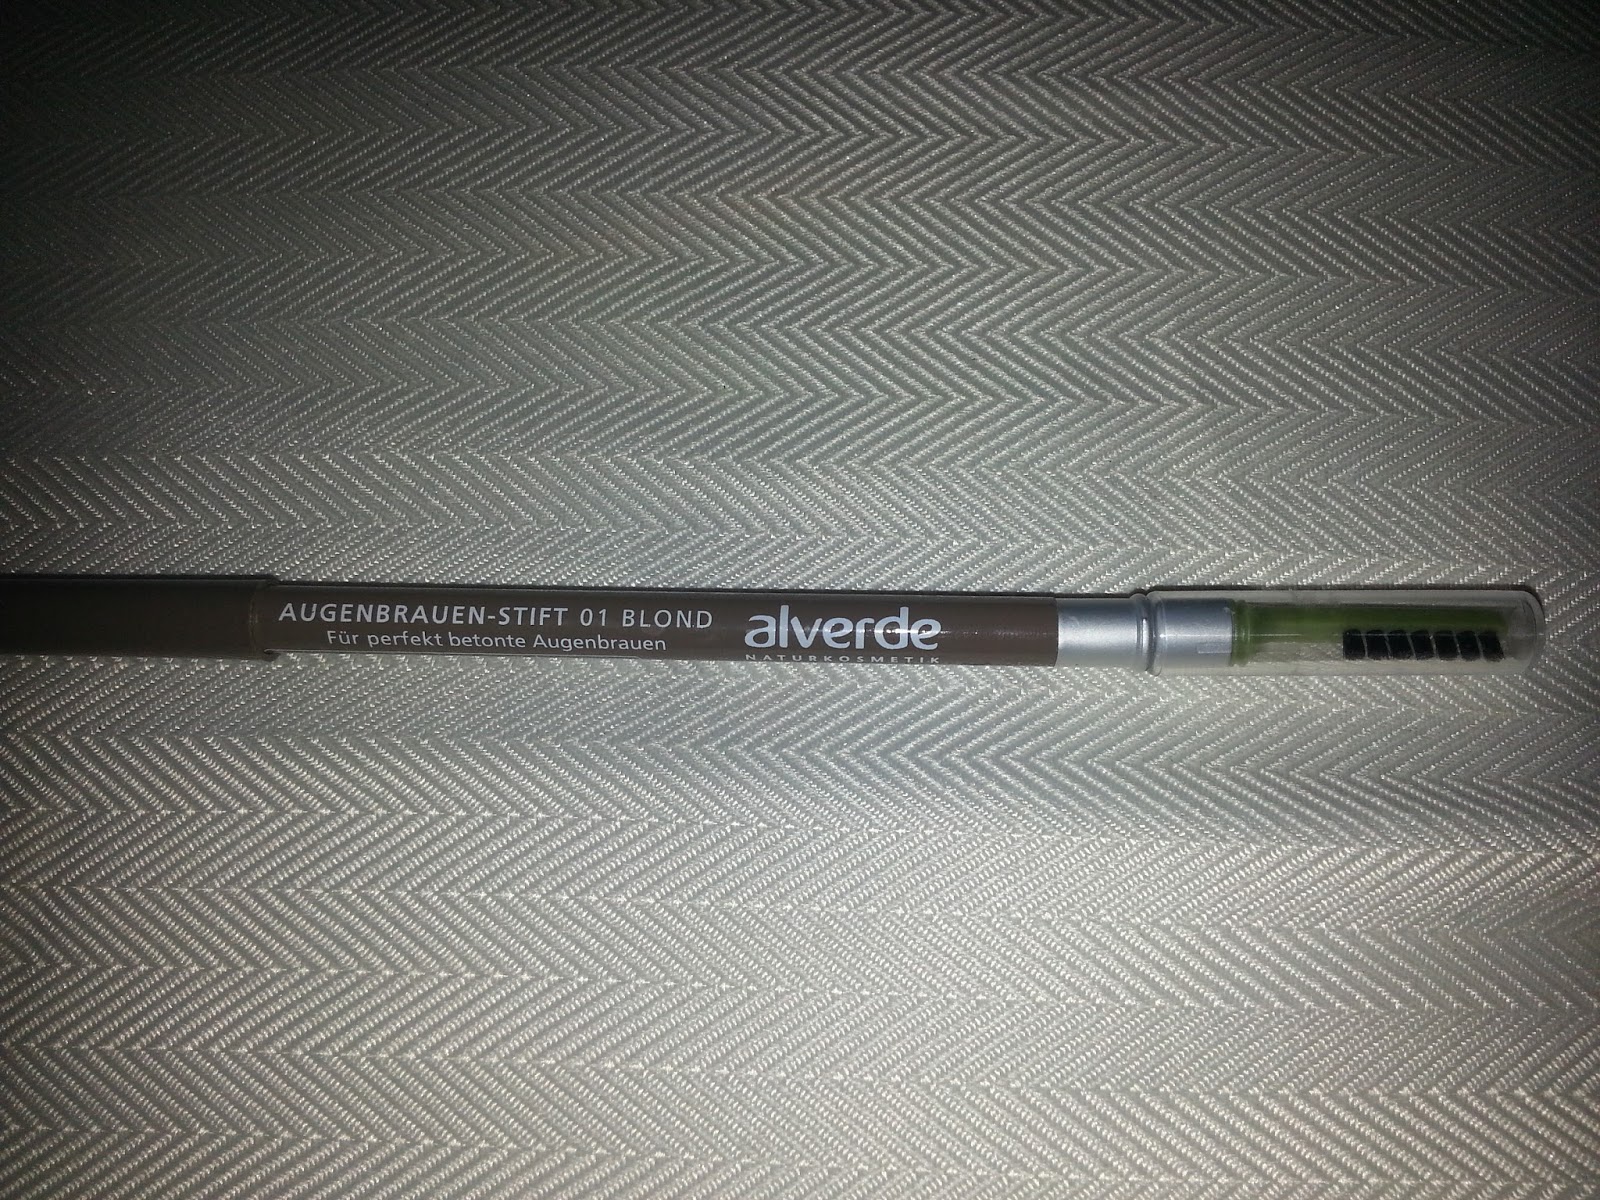 AUGENBRAUEN-STIFT 01 BLOND
Für perfekt betonte Augenbrauen
alverde
NATURKOSMETIK